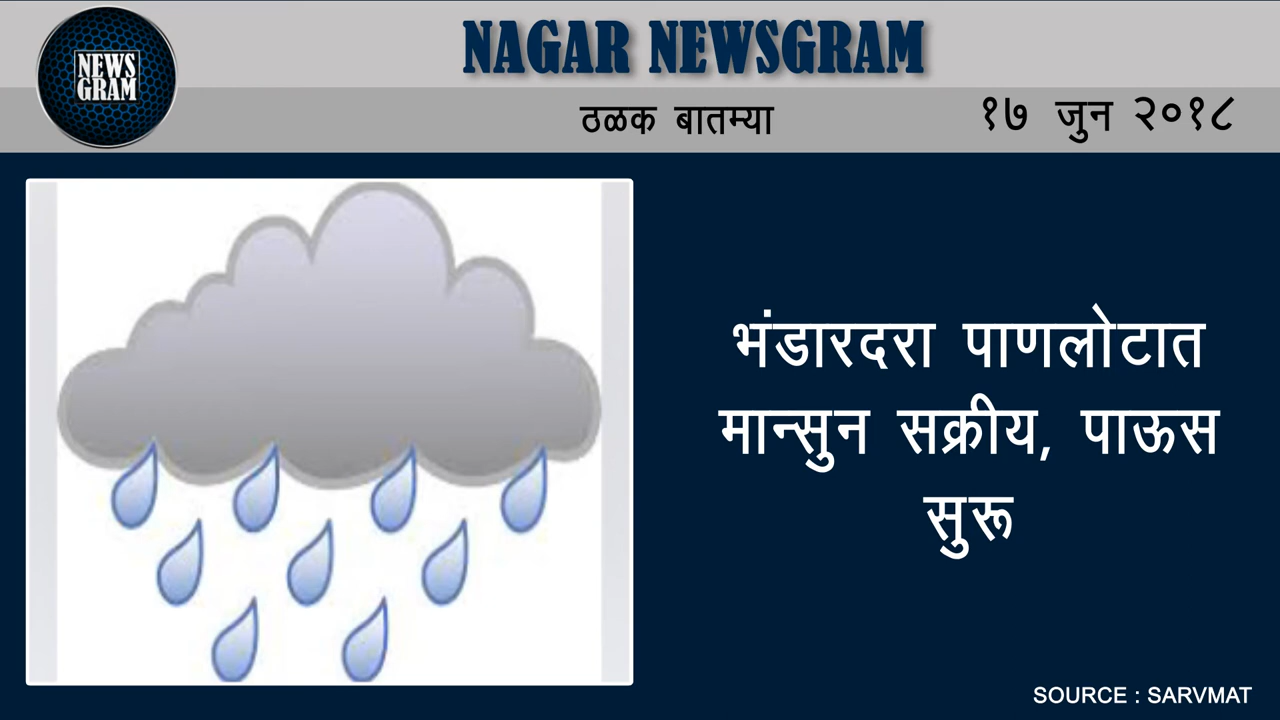 NEWS
GRAM
NAGAR NEWSGRAM
ठळक बातम्या
१७ जुन २०१८
भंडारदरा पाणलोटात
मान्सुन सक्रीय, पाऊस
सुरू
SOURCE : SARVMAT